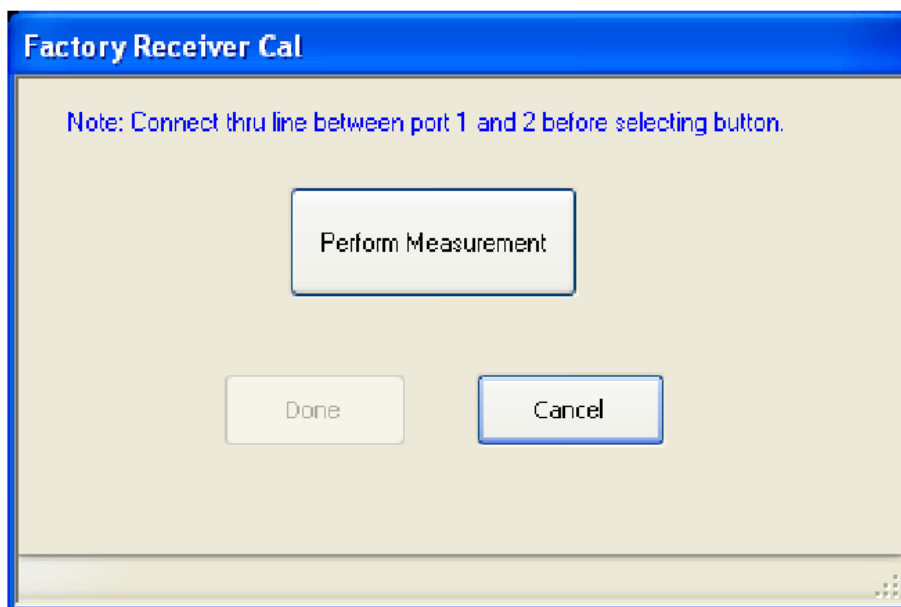 Factory Receiver Cal
Note: Connect thru line between port 1 and 2 before selecting button.
Perform Measurement
Done
Cancel